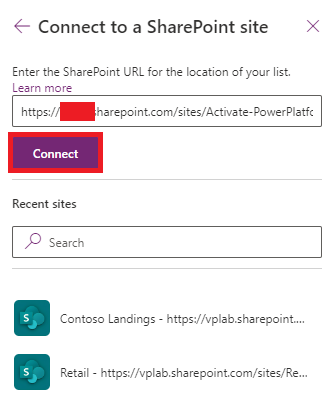 Connect to a SharePoint site
Enter the SharePoint URL for the location of your list.
Learn more
https:// sharepoint.com/sites/Activate-PowerPlatfo
Connect
Recent sites
Search
Contoso Landings - https://vplab.sharepoint....
Retail - https://vplab.sharepoint.com/sites/Re...